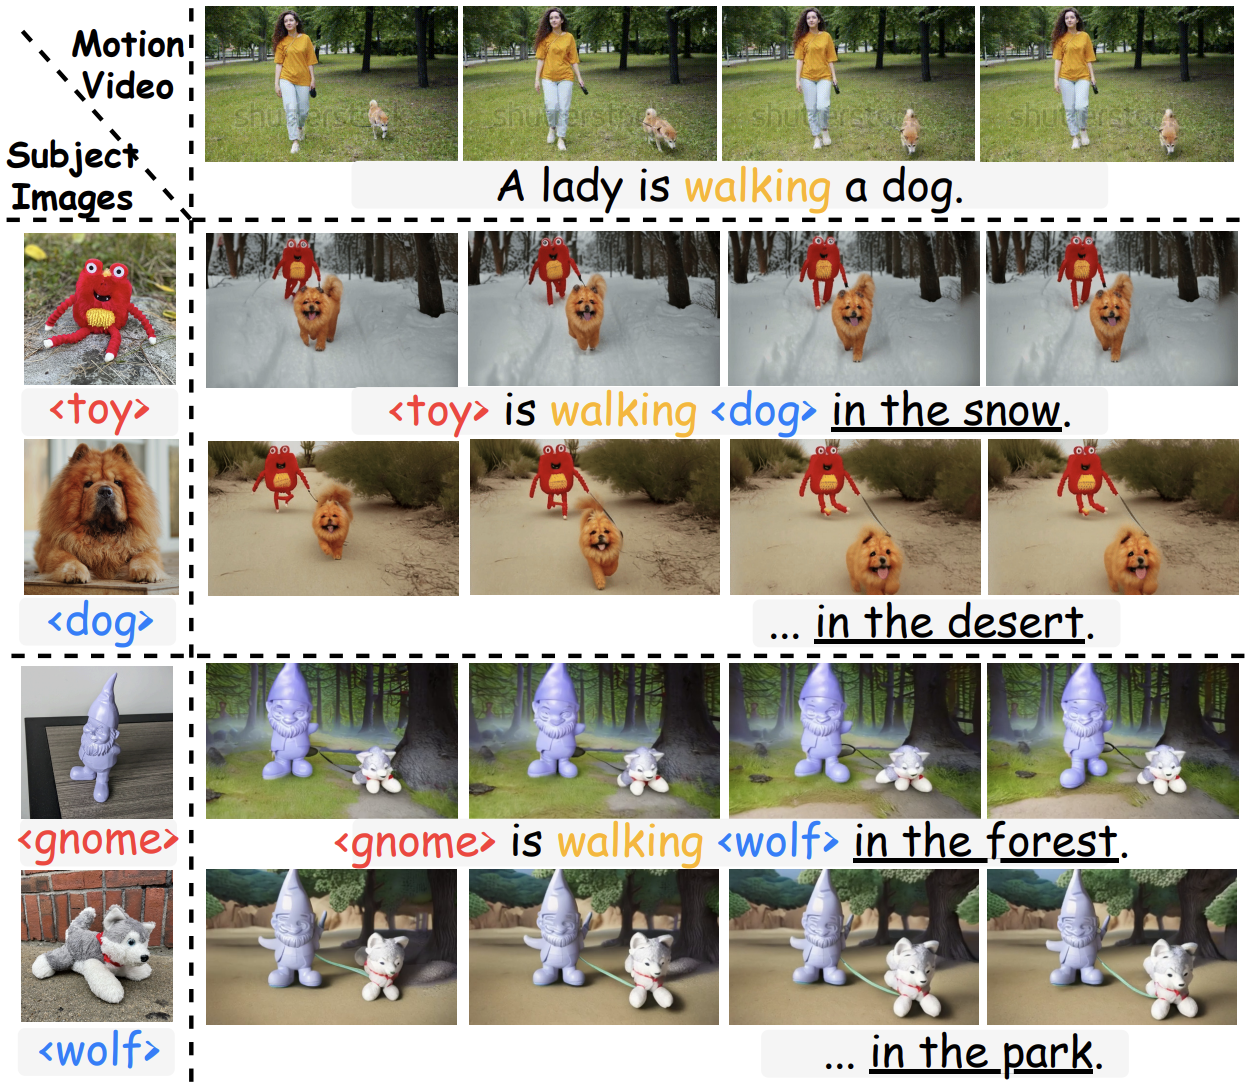 Motion
Video
Subject
Images
shutterstock
shutterstock
shutterstock
shutterstock
A lady is walking a dog.
<toy>
<toy> is walking <dog> in the snow.
<dog>
... in the desert.
<gnome>
<gnome> is walking <wolf> in the forest.
<wolf>
... in the park.